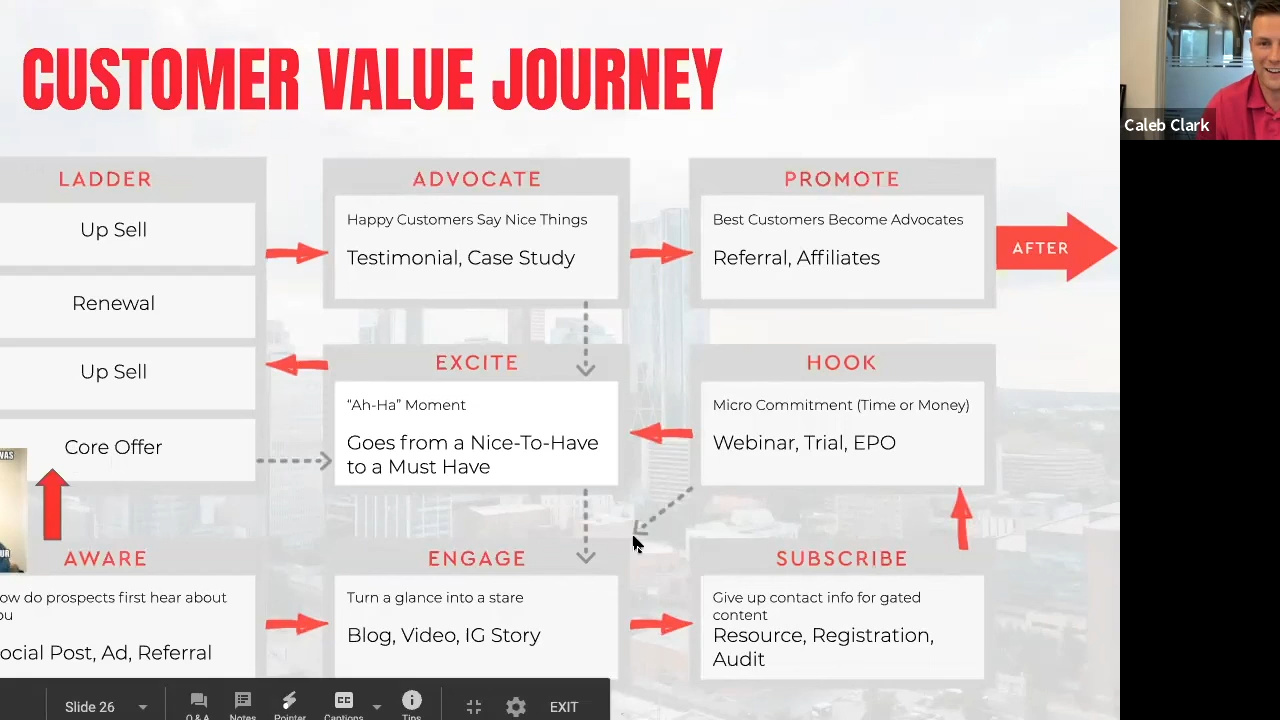 CUSTOMER VALUE JOURNEY
Caleb Clark
LADDER
Up Sell
Renewal
Up Sell
Core Offer
ADVOCATE
Happy Customers Say Nice Things
Testimonial, Case Study
PROMOTE
Best Customers Become Advocates
Referral, Affiliates
AFTER
EXCITE
“Ah-Ha” Moment
Goes from a Nice-To-Have
to a Must Have
HOOK
Micro Commitment (Time or Money)
Webinar, Trial, EPO
WAS
UR
AWARE
ow do prospects first hear about
ou
ocial Post, Ad, Referral
ENGAGE
Turn a glance into a stare
Blog, Video, IG Story
SUBSCRIBE
Give up contact info for gated
content
Resource, Registration,
Audit
Slide 26
Q & A
Notes
Pointer
CC
Captions
Tips
EXIT